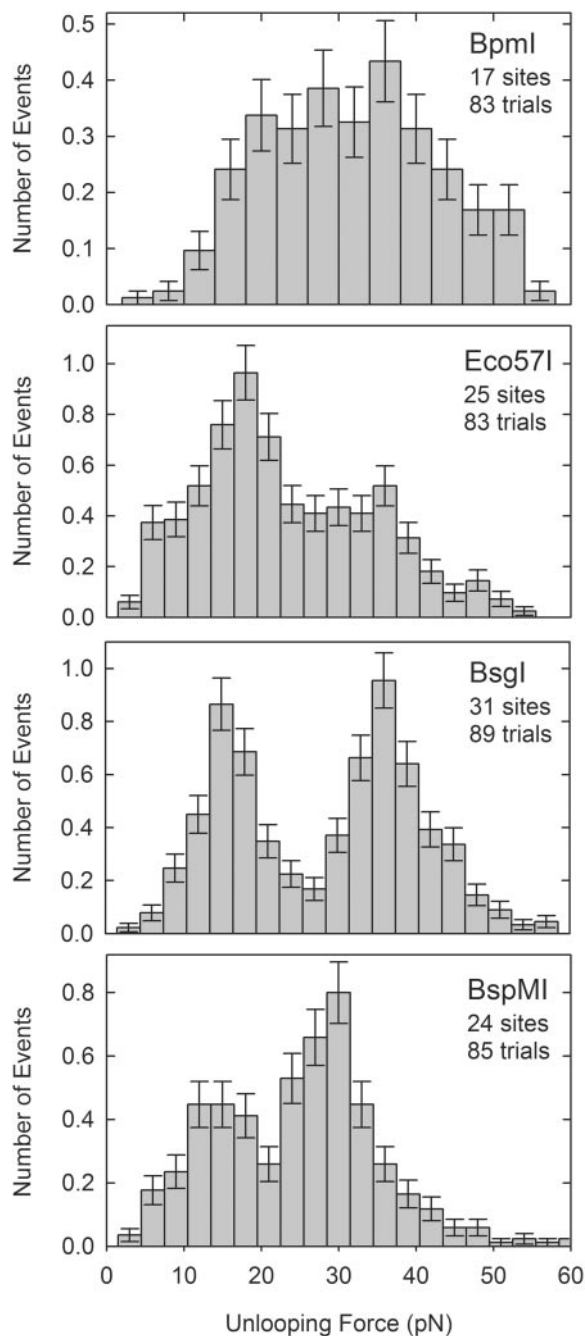 BpmI
17 sites
83 trials
Number of Events
0.5
0.4
0.3
0.2
0.1
0.0
Eco57I
25 sites
83 trials
Number of Events
1.0
0.8
0.6
0.4
0.2
0.0
BsgI
31 sites
89 trials
Number of Events
1.0
0.8
0.6
0.4
0.2
0.0
BspMI
24 sites
85 trials
Number of Events
0.8
0.6
0.4
0.2
0.0
0 10 20 30 40 50 60
Unlooping Force (pN)